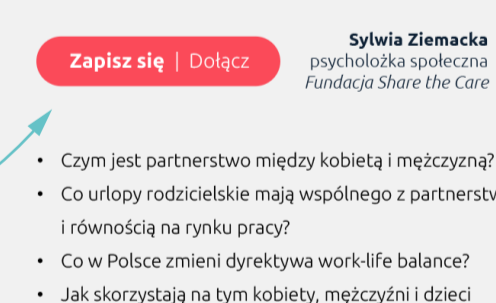 Zapisz się | Dołącz
Sylwia Ziemacka
psycholożka społeczna
Fundacja Share the Care
• Czym jest partnerstwo między kobietą i mężczyzną?
• Co urlopy rodzicielskie mają wspólnego z
i równością na rynku pracy?
• Co w Polsce zmieni dyrektywa work-life balance?
• Jak skorzystają na tym kobiety, mężczyźni i dzieci